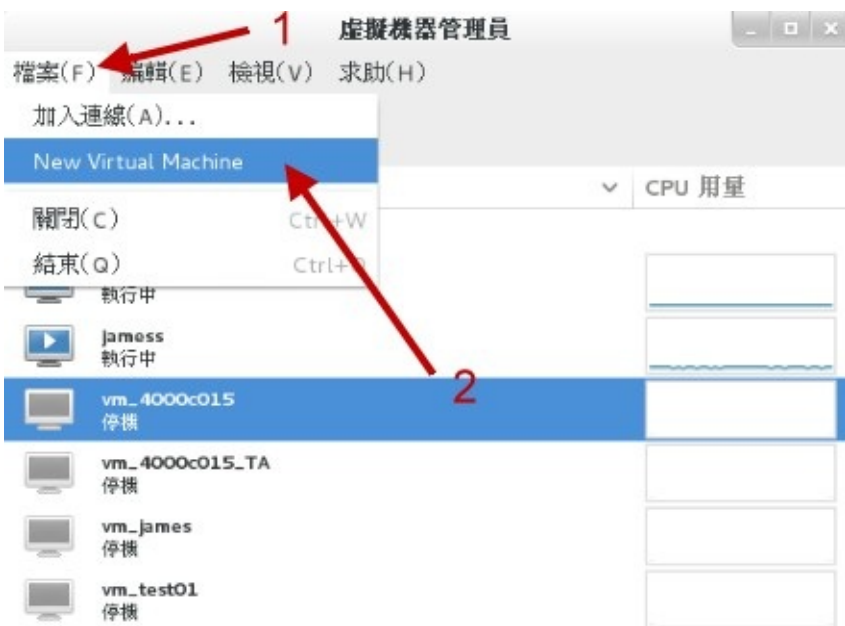 1
虛擬機器管理員
檔案(F) 編輯(E) 檢視(V) 求助(H)
加入連線(A)...
New Virtual Machine
CPU 用量
關閉(C) Ctrl+W
結束(Q) Ctrl+Q
執行中
jamess
執行中
2
vm_4000c015
停機
vm_4000c015_TA
停機
vm_james
停機
vm_test01
停機